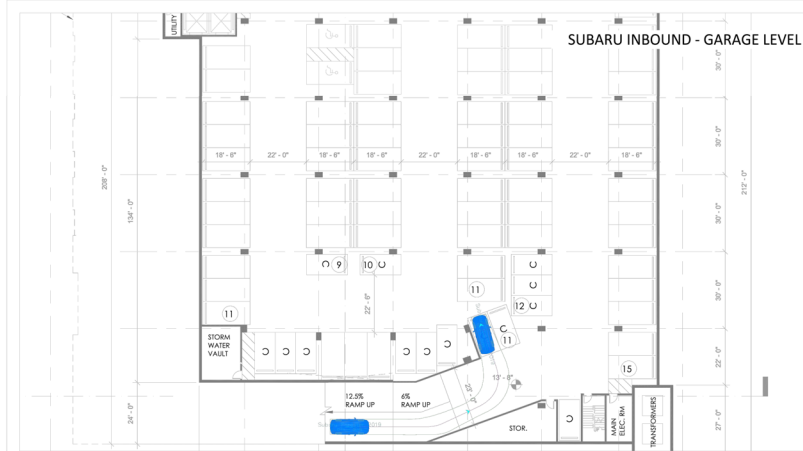 SUBARU INBOUND - GARAGE LEVEL
UTILITY
30' - 0"
18' - 6"
22' - 0"
18' - 6"
18' - 6"
22' - 0"
18' - 6"
18' - 6"
22' - 0"
18' - 6"
30' - 0"
208' - 0"
134' - 0"
30' - 0"
212' - 0"
C 9
10 C
C
C
12 C
11
11
22' - 6"
30' - 0"
STORM
WATER
VAULT
C C C
C C C
C
11
22' - 0"
15
13' - 8"
25' - 0"
12.5%
RAMP UP
6%
RAMP UP
24' - 0"
27' - 0"
STOR.
C
MAIN
ELEC. RM
TRANSFORMERS